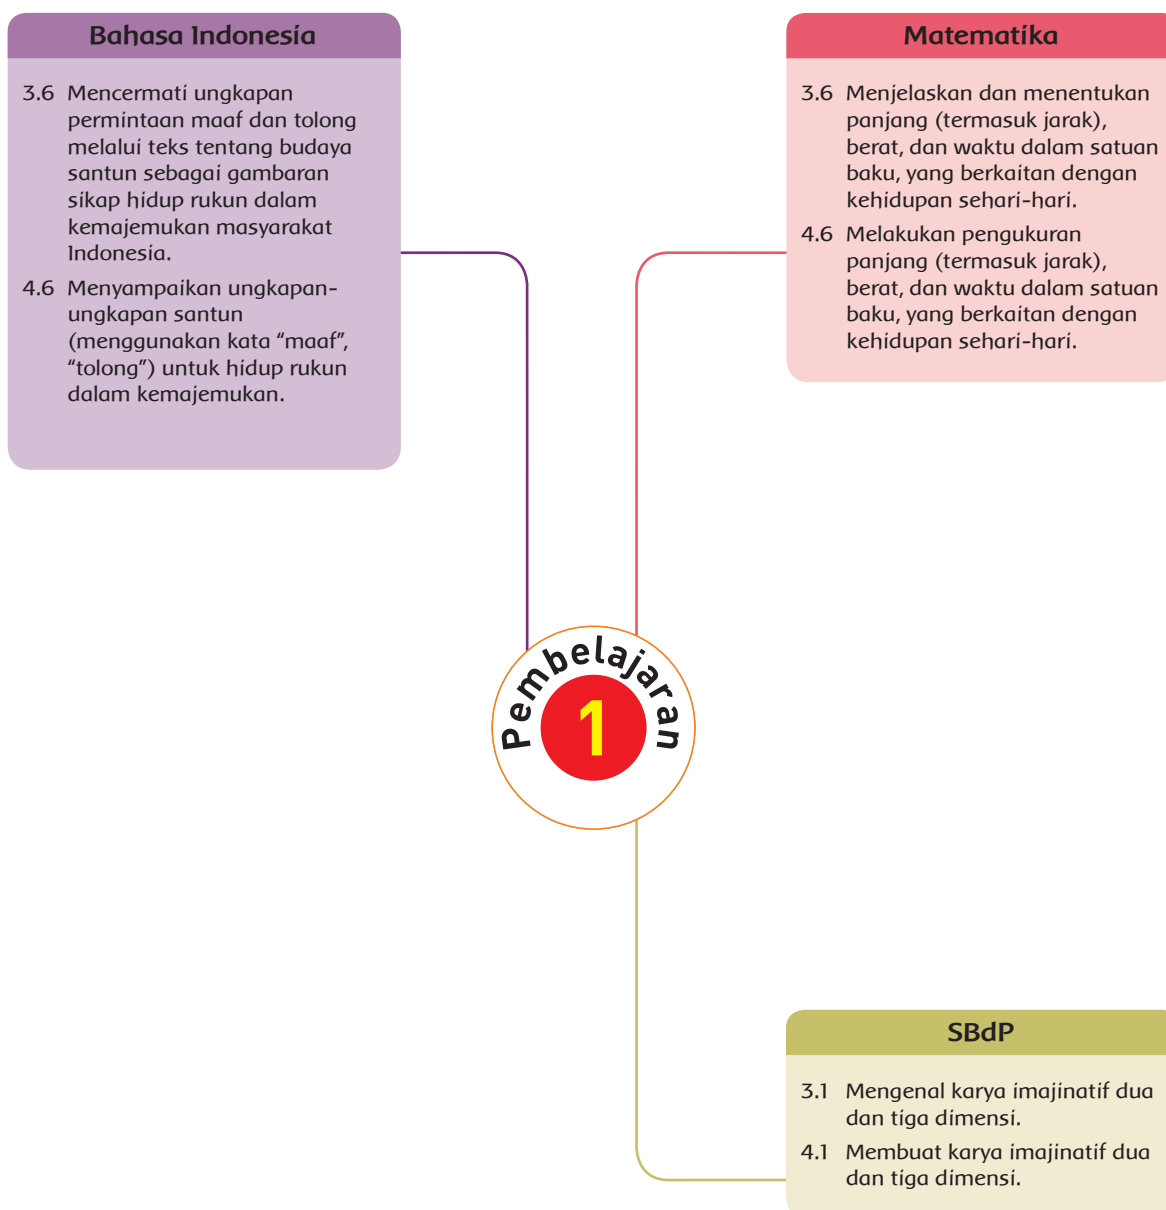 Bahasa Indonesia
3.6 Mencermati ungkapan
permintaan maaf dan tolong
melalui teks tentang budaya
santun sebagai gambaran
sikap hidup rukun dalam
kemajemukan masyarakat
Indonesia.
4.6 Menyampaikan ungkapan-
ungkapan santun
(menggunakan kata “maaf”,
“tolong”) untuk hidup rukun
dalam kemajemukan.
Matematika
3.6 Menjelaskan dan menentukan
panjang (termasuk jarak),
berat, dan waktu dalam satuan
baku, yang berkaitan dengan
kehidupan sehari-hari.
4.6 Melakukan pengukuran
panjang (termasuk jarak),
berat, dan waktu dalam satuan
baku, yang berkaitan dengan
kehidupan sehari-hari.
Pembelajaran
1
SBdP
3.1 Mengenal karya imajinatif dua
dan tiga dimensi.
4.1 Membuat karya imajinatif dua
dan tiga dimensi.